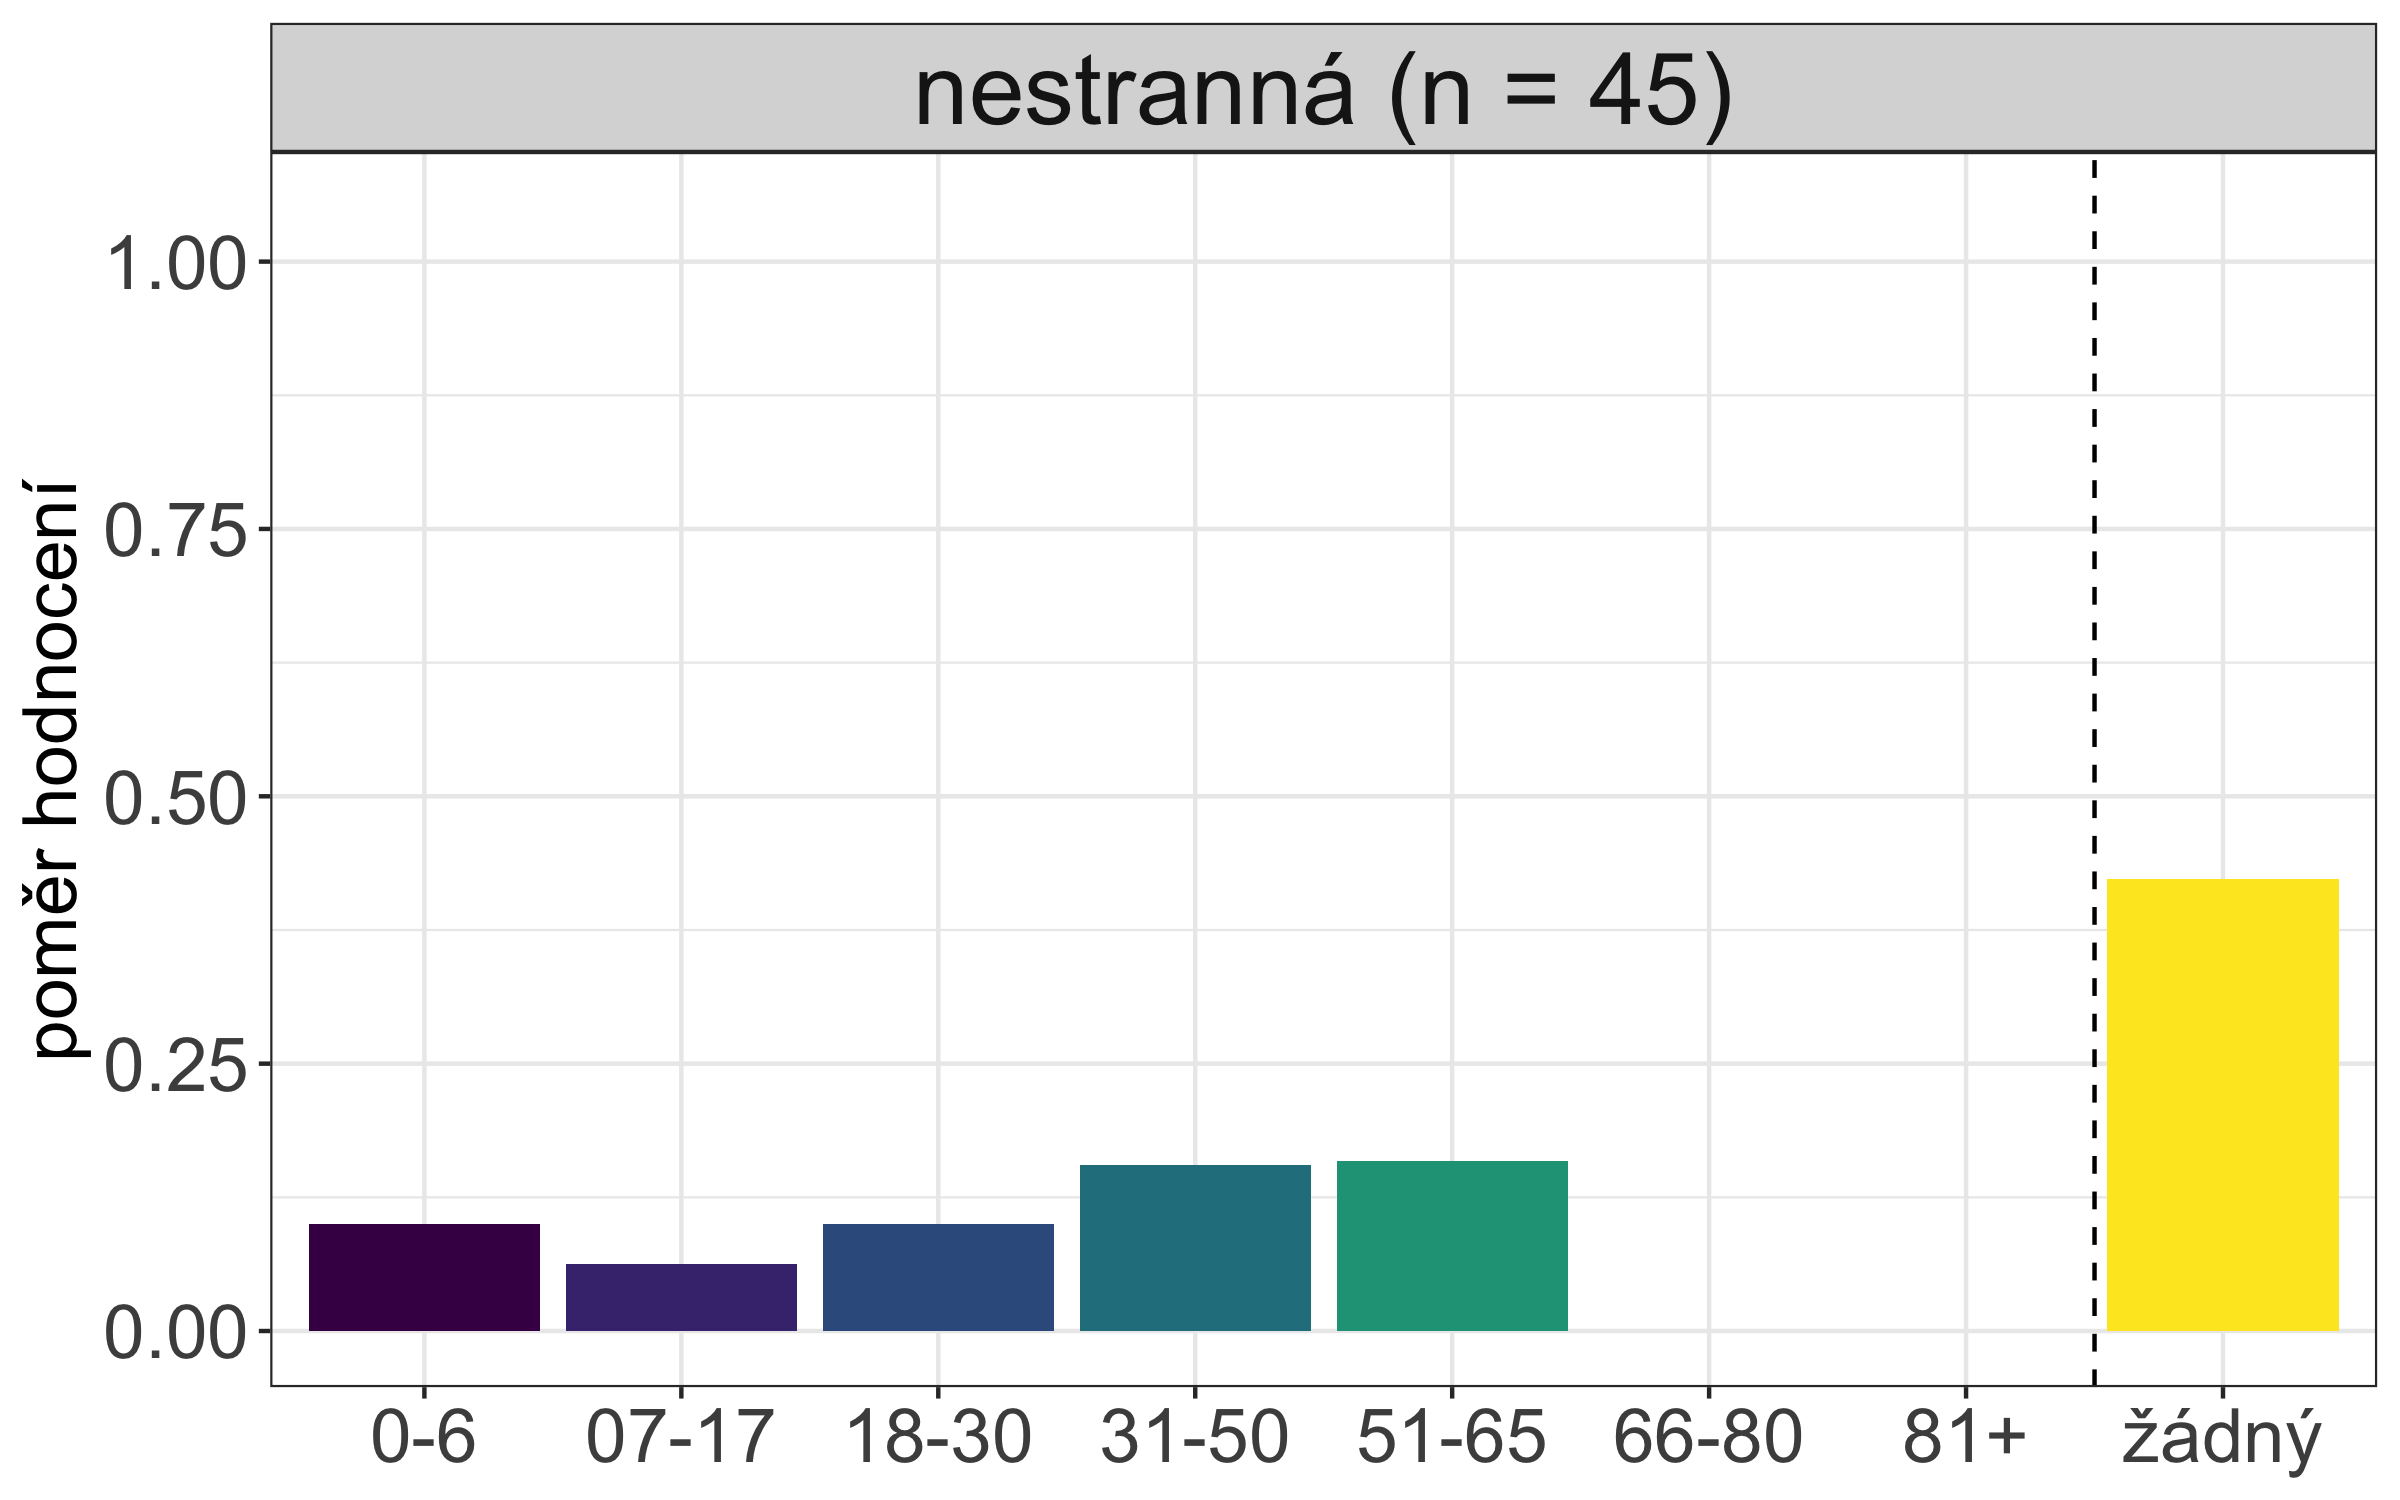 nestranná (n = 45)
poměr hodnocení
1.00
0.75
0.50
0.25
0.00
0-6 07-17 18-30 31-50 51-65 66-80 81+ žádný